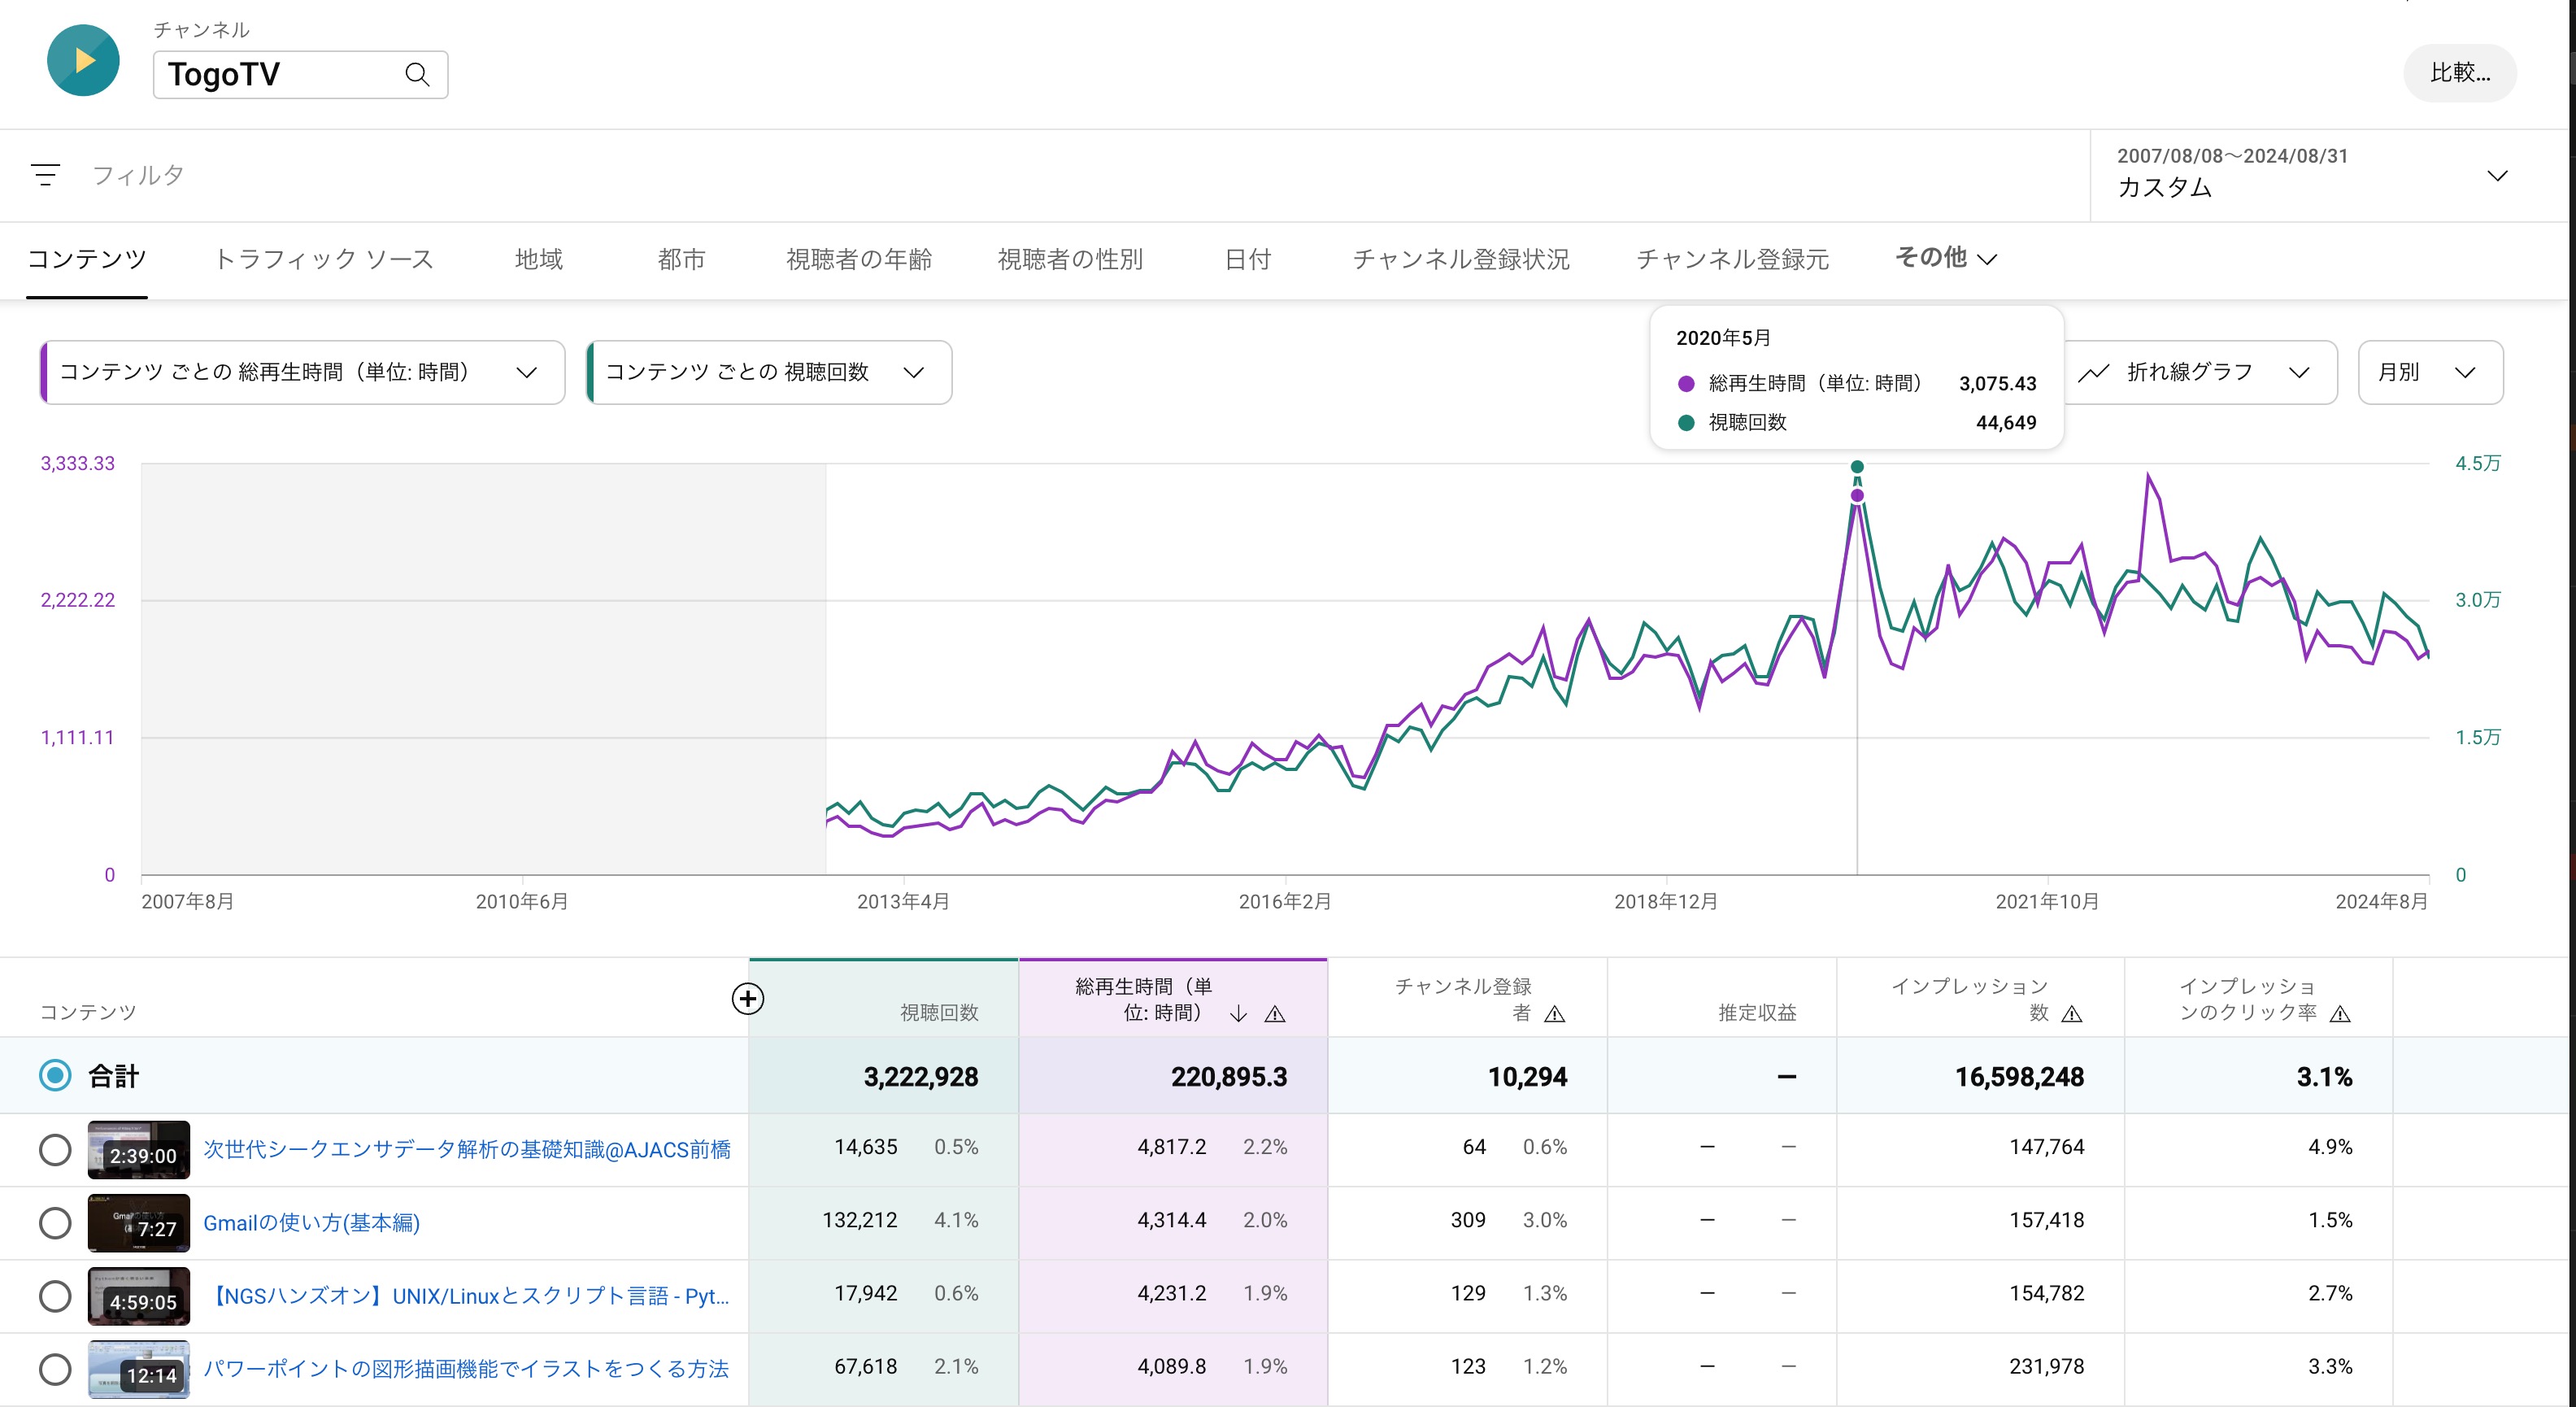 チャンネル
TogoTV
比較...
フィルタ
2007/08/08～2024/08/31
カスタム
コンテンツ
トラフィック ソース
地域
都市
視聴者の年齢
視聴者の性別
日付
チャンネル登録状況
チャンネル登録元
その他
コンテンツ ごとの 総再生時間（単位: 時間）
コンテンツ ごとの 視聴回数
2020年5月
総再生時間（単位: 時間） 3,075.43
視聴回数 44,649
折れ線グラフ
月別
3,333.33
2,222.22
1,111.11
0
4.5万
3.0万
1.5万
0
2007年8月 2010年6月 2013年4月 2016年2月 2018年12月 2021年10月 2024年8月
コンテンツ
視聴回数
総再生時間（単
位: 時間）
チャンネル登録
者
推定収益
インプレッション
数
インプレッショ
ンのクリック率
合計 3,222,928 220,895.3 10,294 — 16,598,248 3.1%
2:39:00 次世代シークエンサデータ解析の基礎知識@AJACS前橋 14,635 0.5% 4,817.2 2.2% 64 0.6% — — 147,764 4.9%
7:27 Gmailの使い方(基本編) 132,212 4.1% 4,314.4 2.0% 309 3.0% — — 157,418 1.5%
4:59:05 【NGSハンズオン】UNIX/Linuxとスクリプト言語 - Pyt... 17,942 0.6% 4,231.2 1.9% 129 1.3% — — 154,782 2.7%
12:14 パワーポイントの図形描画機能でイラストをつくる方法 67,618 2.1% 4,089.8 1.9% 123 1.2% — — 231,978 3.3%